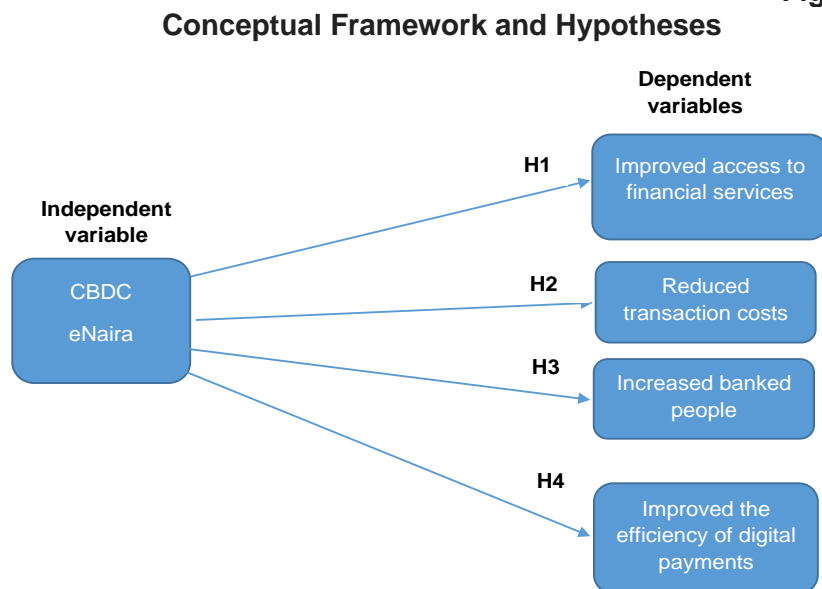 Conceptual Framework and Hypotheses
Dependent
variables
H1
Improved access to
financial services
Independent
variable
CBDC
eNaira
H2
Reduced
transaction costs
H3
Increased banked
people
H4
Improved the
efficiency of digital
payments